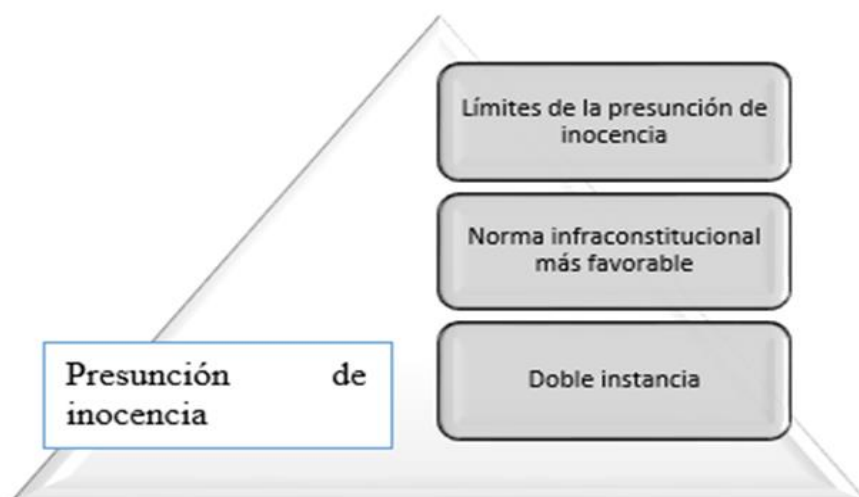 Límites de la presunción de
inocencia
Norma infraconstitucional
más favorable
Doble instancia
Presunción de
inocencia